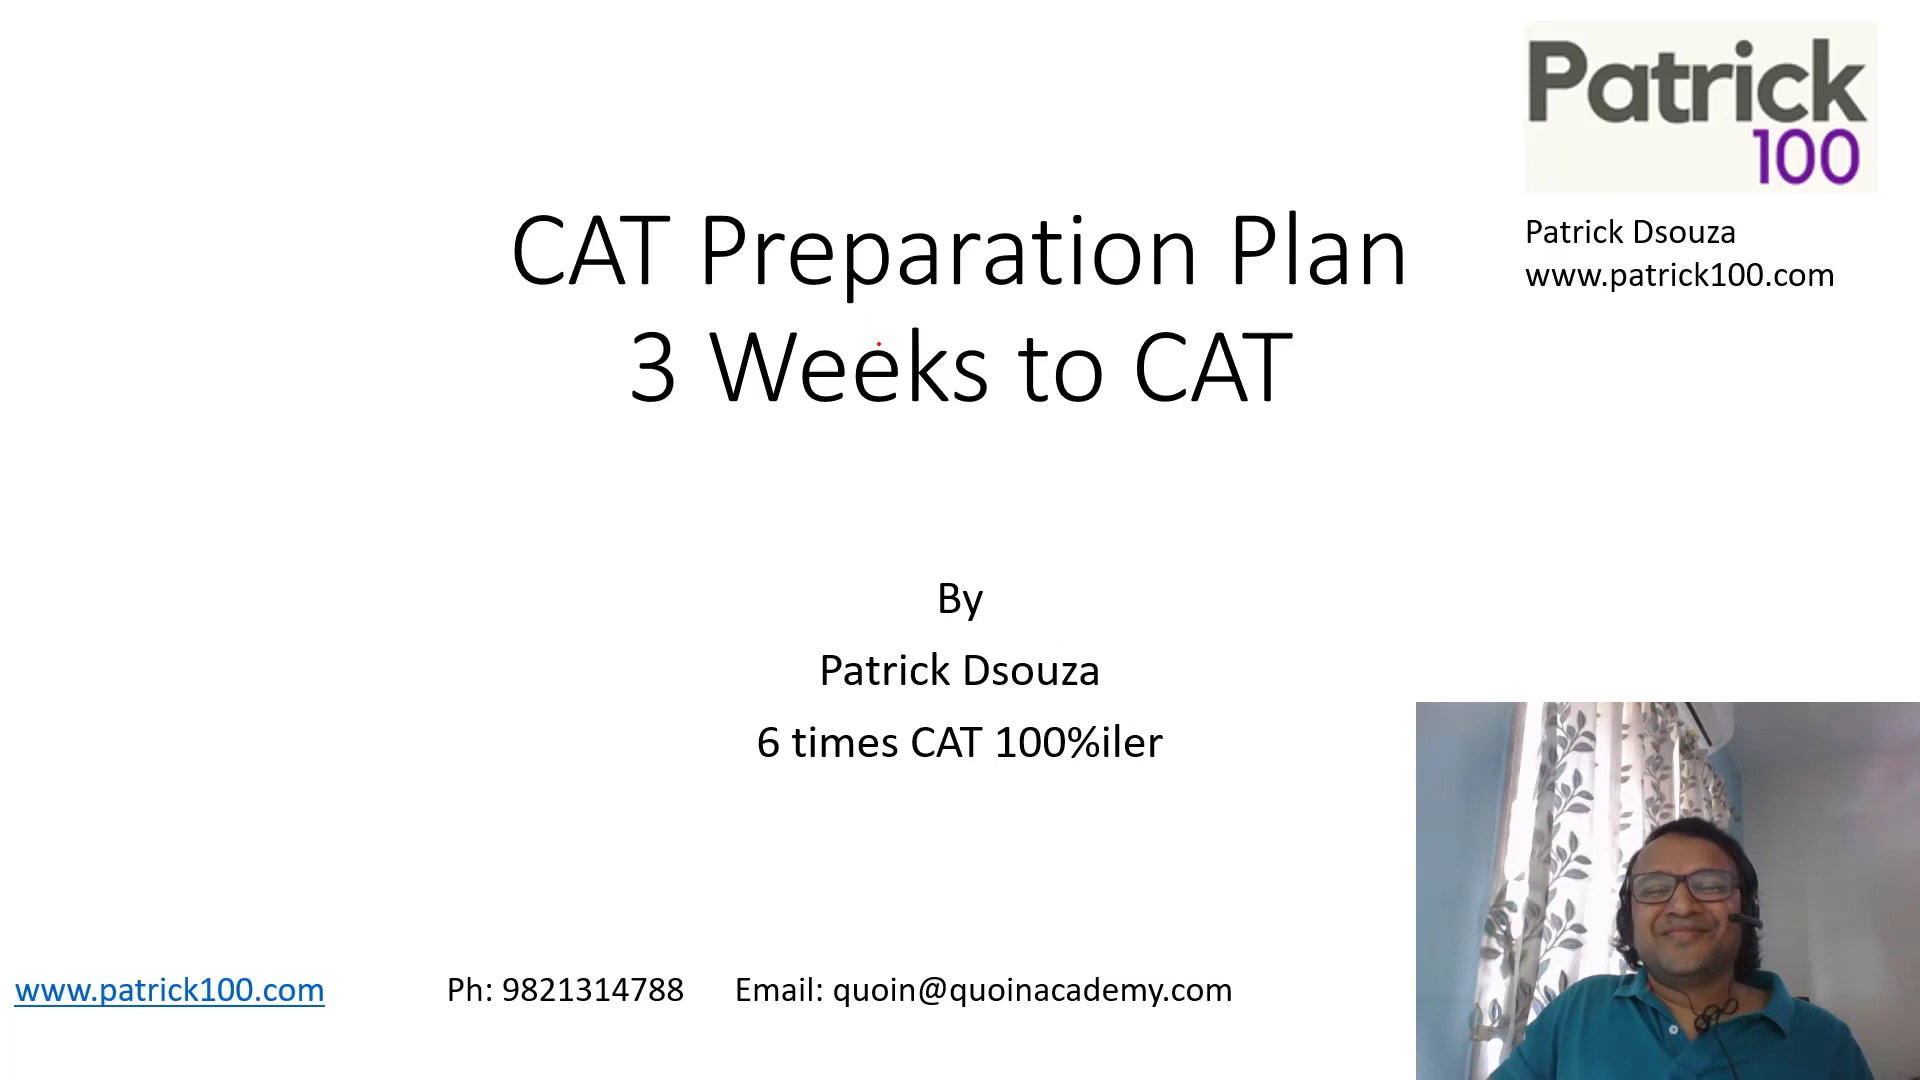 Patrick
100
Patrick Dsouza
www.patrick100.com
CAT Preparation Plan
3 Weeks to CAT
By
Patrick Dsouza
6 times CAT 100%iler
www.patrick100.com
Ph: 9821314788
Email: quoin@quoinacademy.com